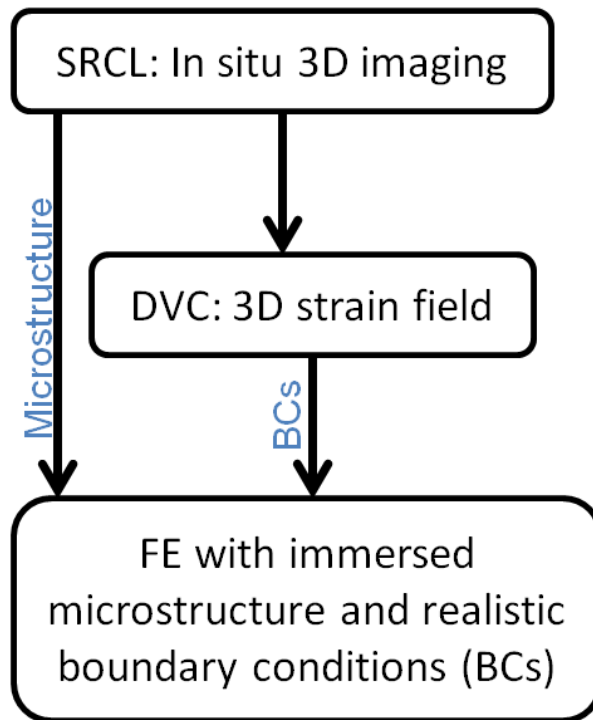 SRCL: In situ 3D imaging
Microstructure
DVC: 3D strain field
BCs
FE with immersed
microstructure and realistic
boundary conditions (BCs)